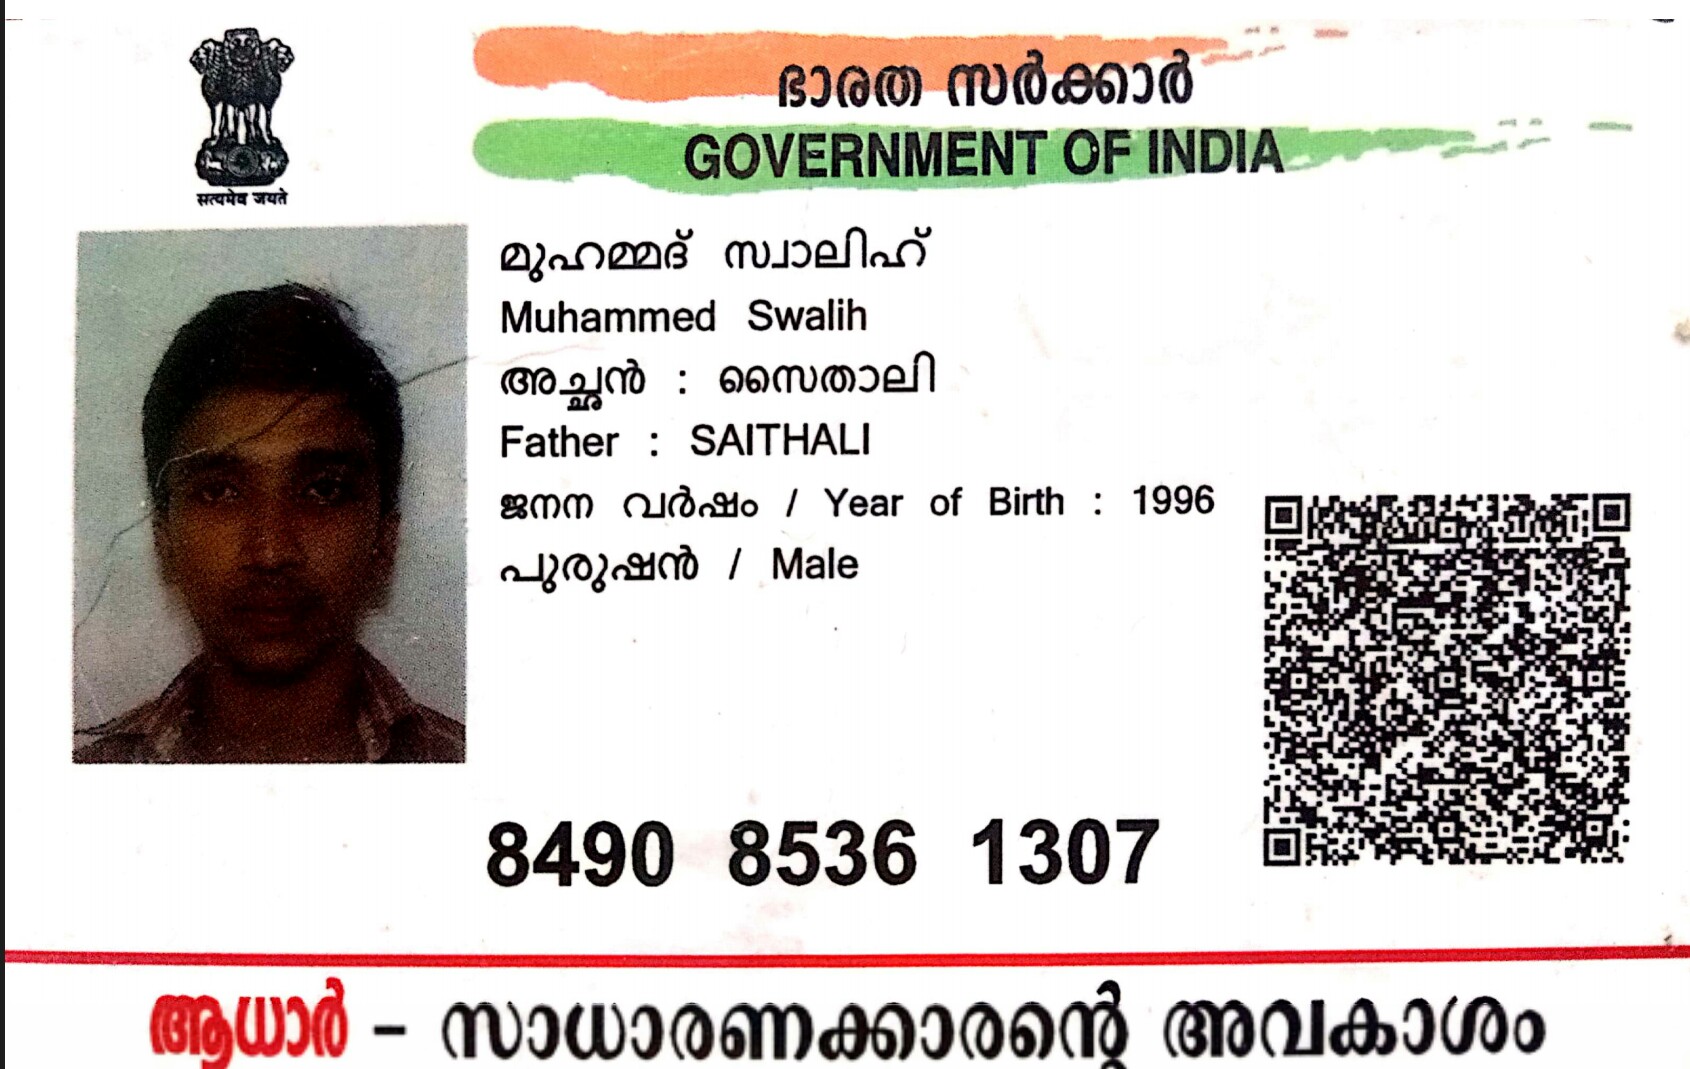 सत्यमेव जयते
ഭാരത സർക്കാർ
GOVERNMENT OF INDIA
മുഹമ്മദ് സ്വാലിഹ്
Muhammed Swalih
അച്ഛൻ : സൈതാലി
Father : SAITHALI
ജനന വർഷം / Year of Birth : 1996
പുരുഷൻ / Male
8490 8536 1307
ആധാർ – സാധാരണക്കാരന്റെ അവകാശം